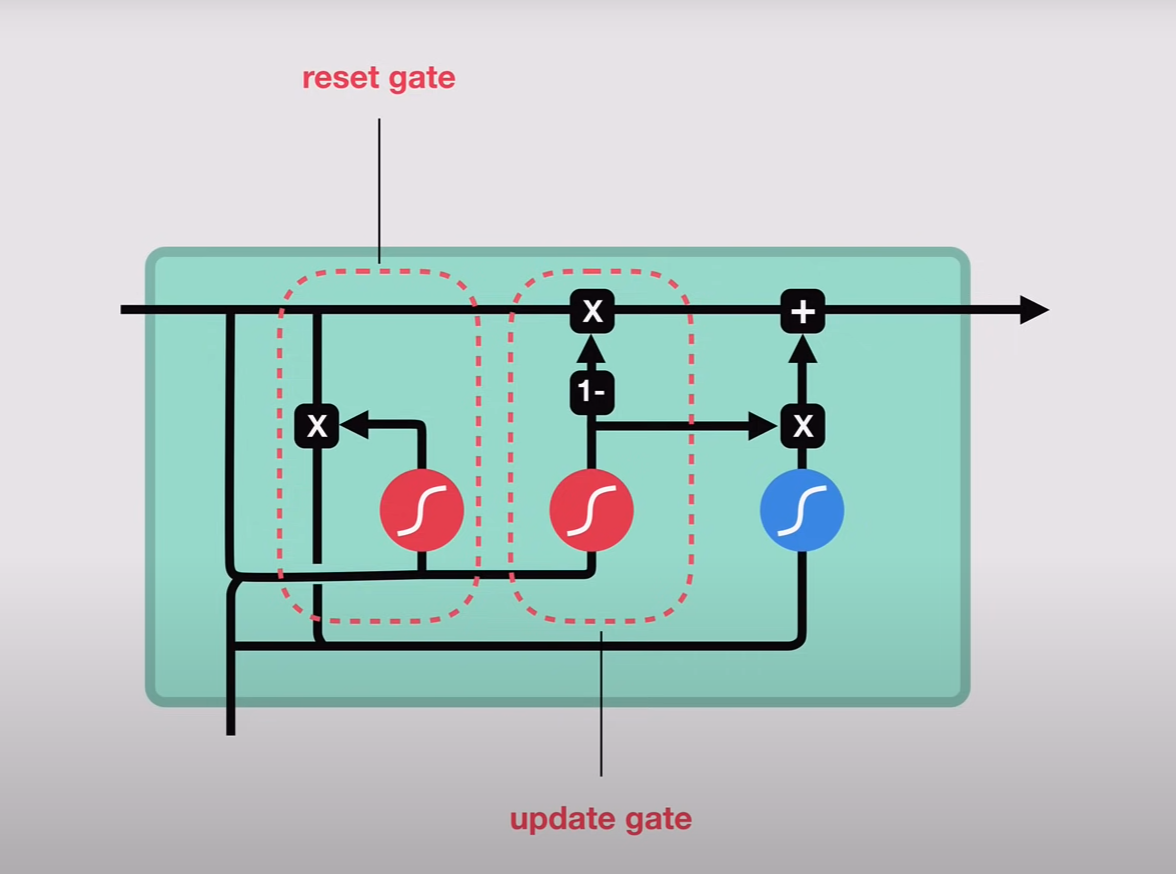 reset gate
X
+
1-
X
X
update gate